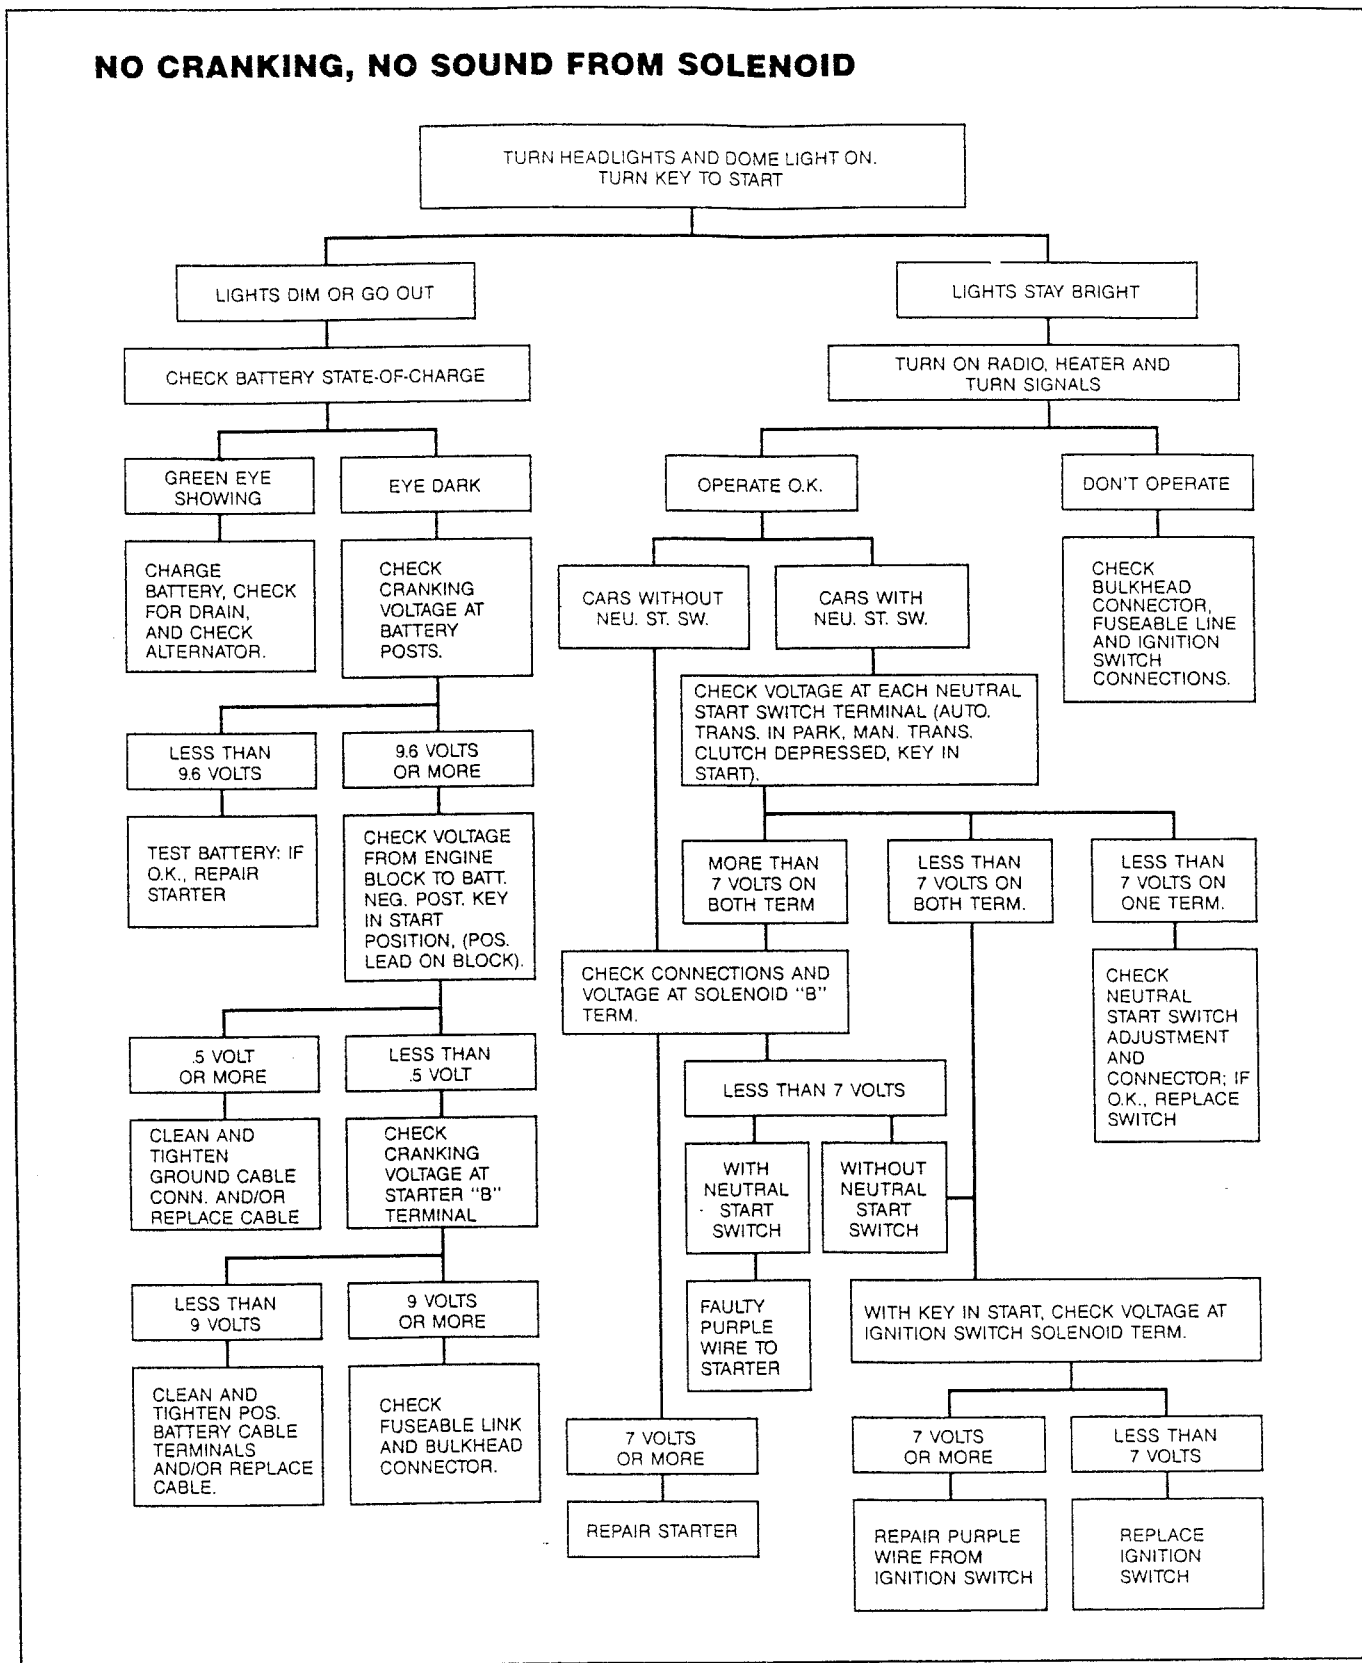 NO CRANKING, NO SOUND FROM SOLENOID
TURN HEADLIGHTS AND DOME LIGHT ON.
TURN KEY TO START
LIGHTS DIM OR GO OUT
LIGHTS STAY BRIGHT
CHECK BATTERY STATE-OF-CHARGE
TURN ON RADIO, HEATER AND
TURN SIGNALS
GREEN EYE
SHOWING
EYE DARK
OPERATE O.K.
DON'T OPERATE
CHARGE
BATTERY, CHECK
FOR DRAIN,
AND CHECK
ALTERNATOR.
CHECK
CRANKING
VOLTAGE AT
BATTERY
POSTS.
CARS WITHOUT
NEU. ST. SW.
CARS WITH
NEU. ST. SW.
CHECK
BULKHEAD
CONNECTOR,
FUSEABLE LINE
AND IGNITION
SWITCH
CONNECTIONS.
CHECK VOLTAGE AT EACH NEUTRAL
START SWITCH TERMINAL (AUTO.
TRANS. IN PARK, MAN. TRANS.
CLUTCH DEPRESSED, KEY IN
START).
LESS THAN
9.6 VOLTS
9.6 VOLTS
OR MORE
TEST BATTERY: IF
O.K., REPAIR
STARTER
CHECK VOLTAGE
FROM ENGINE
BLOCK TO BATT.
NEG. POST. KEY
IN START
POSITION, (POS.
LEAD ON BLOCK).
MORE THAN
7 VOLTS ON
BOTH TERM
LESS THAN
7 VOLTS ON
BOTH TERM.
LESS THAN
7 VOLTS ON
ONE TERM.
CHECK CONNECTIONS AND
VOLTAGE AT SOLENOID "B"
TERM.
CHECK
NEUTRAL
START SWITCH
ADJUSTMENT
AND
CONNECTOR; IF
O.K., REPLACE
SWITCH
.5 VOLT
OR MORE
LESS THAN
.5 VOLT
LESS THAN 7 VOLTS
CLEAN AND
TIGHTEN
GROUND CABLE
CONN. AND/OR
REPLACE CABLE
CHECK
CRANKING
VOLTAGE AT
STARTER "B"
TERMINAL
WITH
NEUTRAL
START
SWITCH
WITHOUT
NEUTRAL
START
SWITCH
LESS THAN
9 VOLTS
9 VOLTS
OR MORE
FAULTY
PURPLE
WIRE TO
STARTER
WITH KEY IN START, CHECK VOLTAGE AT
IGNITION SWITCH SOLENOID TERM.
CLEAN AND
TIGHTEN POS.
BATTERY CABLE
TERMINALS
AND/OR REPLACE
CABLE.
CHECK
FUSEABLE LINK
AND BULKHEAD
CONNECTOR.
7 VOLTS
OR MORE
7 VOLTS
OR MORE
LESS THAN
7 VOLTS
REPAIR STARTER
REPAIR PURPLE
WIRE FROM
IGNITION SWITCH
REPLACE
IGNITION
SWITCH